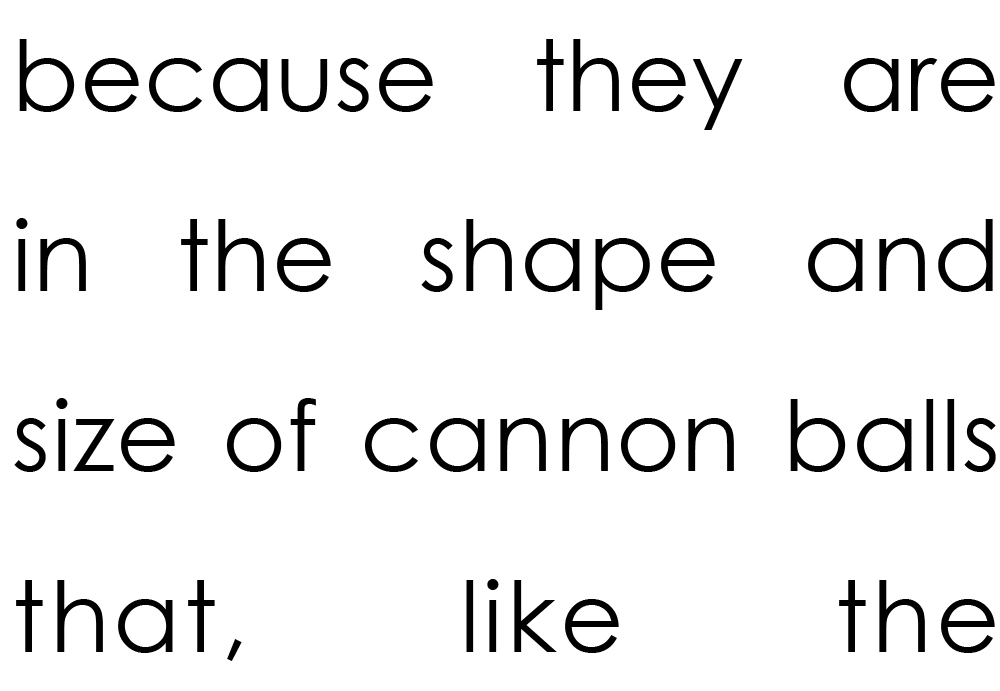 because they are
in the shape and
size of cannon balls
that, like the